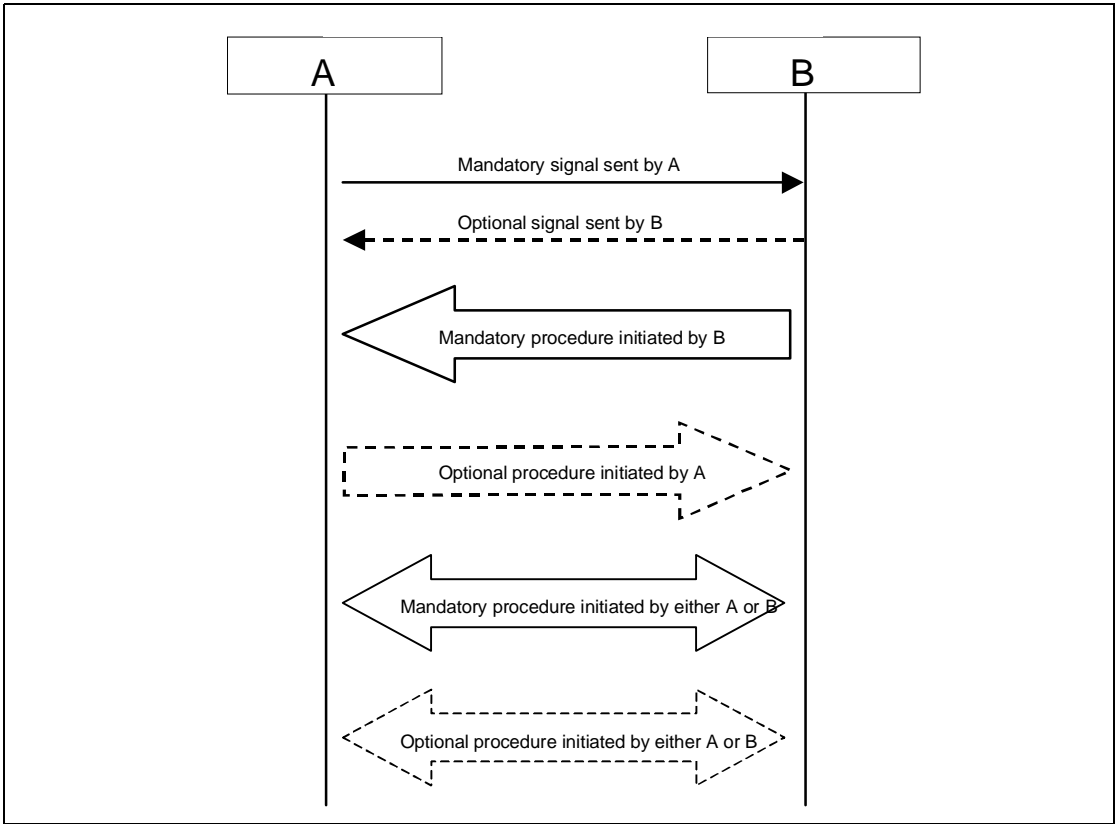 A
B
Mandatory signal sent by A
Optional signal sent by B
Mandatory procedure initiated by B
Optional procedure initiated by A
Mandatory procedure initiated by either A or B
Optional procedure initiated by either A or B